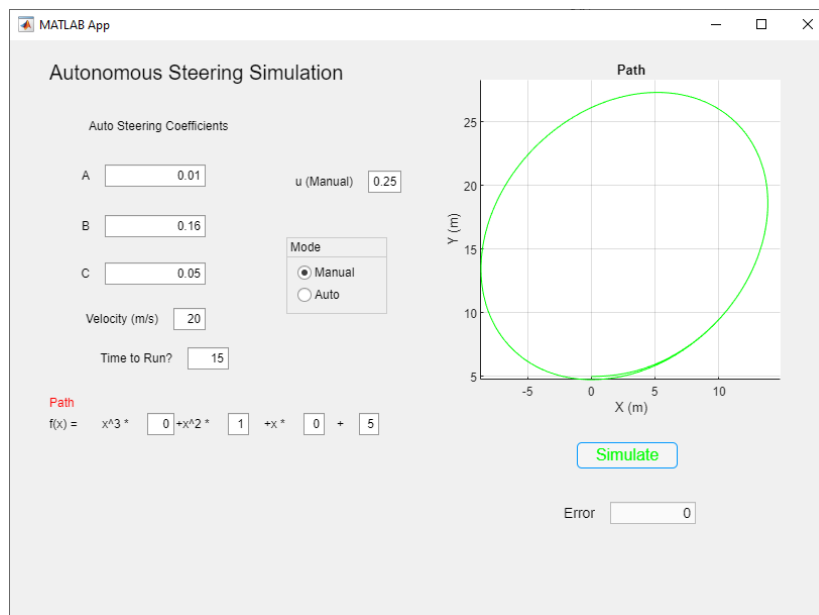 MATLAB App
Autonomous Steering Simulation
Auto Steering Coefficients
A 0.01
B 0.16
C 0.05
u (Manual) 0.25
Mode
Manual
Auto
Velocity (m/s) 20
Time to Run? 15
Path
f(x) = x^3 * 0 +x^2 * 1 +x * 0 + 5
Path
25
20
15
10
5
Y (m)
-5 0 5 10
X (m)
Simulate
Error 0